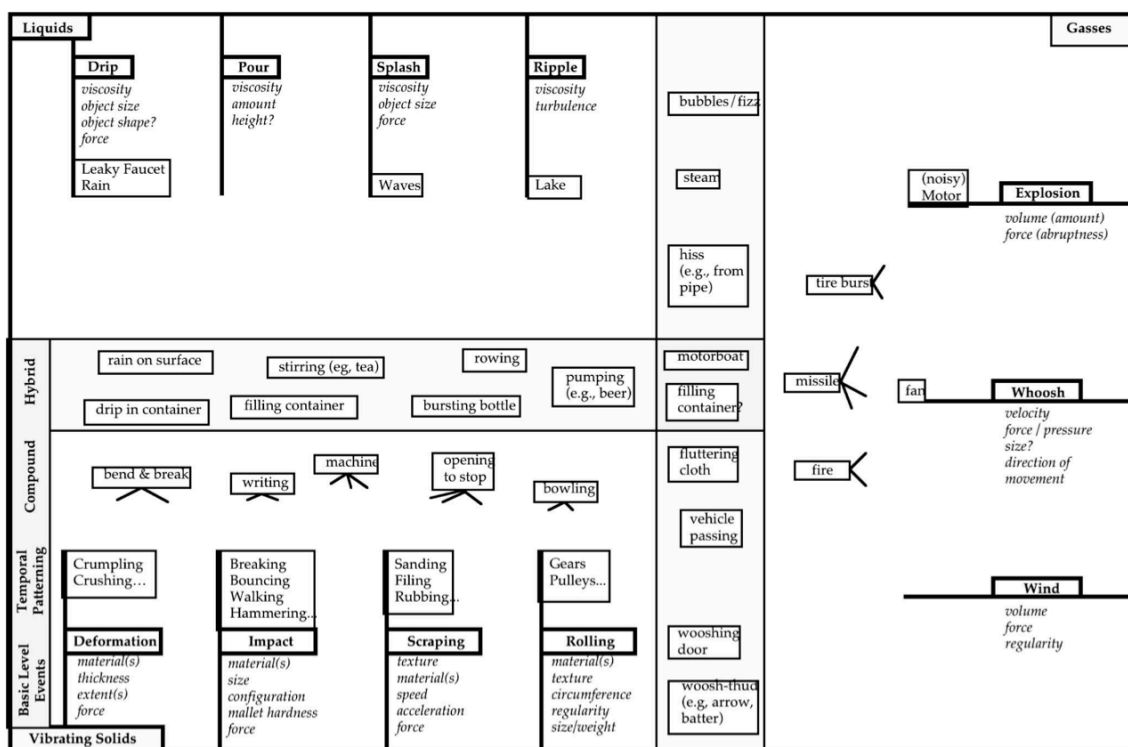 Liquids
Gasses
Drip
viscosity
object size
object shape?
force
Leaky Faucet
Rain
Pour
viscosity
amount
height?
Splash
viscosity
object size
force
Waves
Ripple
viscosity
turbulence
Lake
bubbles/fizz
steam
hiss
(e.g., from
pipe)
(noisy)
Motor
Explosion
volume (amount)
force (abruptness)
tire burst
Hybrid
rain on surface
stirring (eg, tea)
rowing
pumping
(e.g., beer)
drip in container
filling container
bursting bottle
motorboat
filling
container?
missile
fan
Whoosh
velocity
force / pressure
size?
direction of
movement
Compound
bend & break
writing
machine
opening
to stop
bowling
fluttering
cloth
fire
vehicle
passing
Temporal
Patterning
Crumpling
Crushing…
Breaking
Bouncing
Walking
Hammering...
Sanding
Filing
Rubbing...
Gears
Pulleys...
Wind
volume
force
regularity
Basic Level
Events
Deformation
material(s)
thickness
extent(s)
force
Impact
material(s)
size
configuration
mallet hardness
force
Scraping
texture
material(s)
speed
acceleration
force
Rolling
material(s)
texture
circumference
regularity
size/weight
wooshing
door
woosh-thud
(e.g, arrow,
batter)
Vibrating Solids